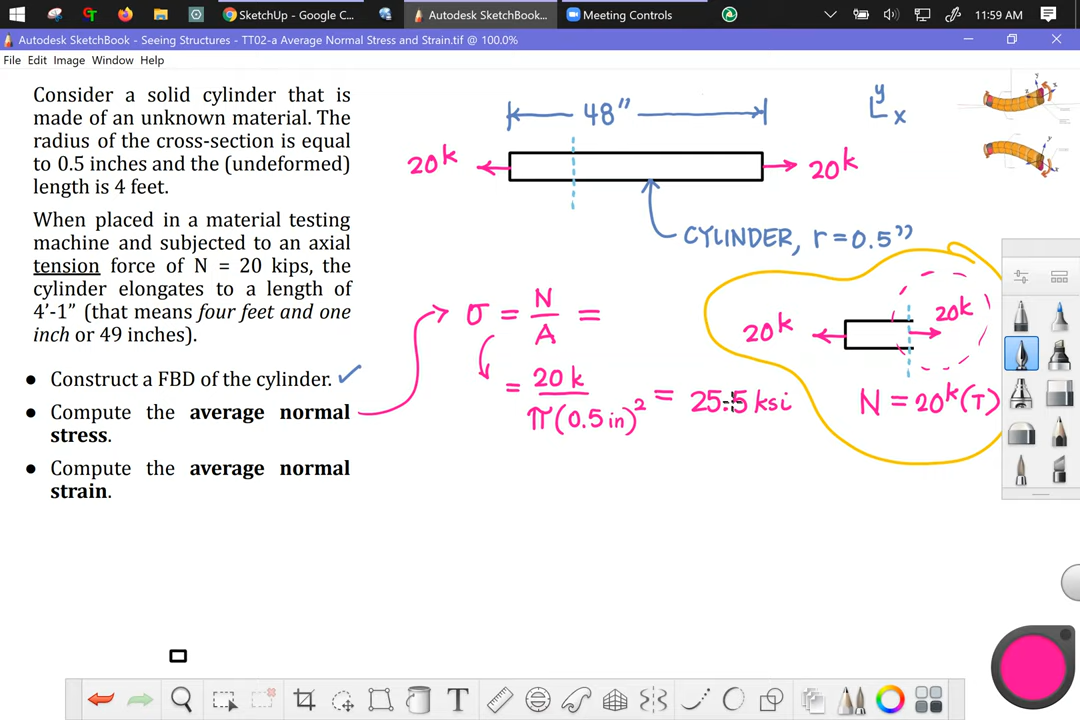 SketchUp - Google C...
Autodesk SketchBook...
Meeting Controls
11:59 AM
Autodesk SketchBook - Seeing Structures - TT02-a Average Normal Stress and Strain.tif @ 100.0%
File Edit Image Window Help
Consider a solid cylinder that is
made of an unknown material. The
radius of the cross-section is equal
to 0.5 inches and the (undeformed)
length is 4 feet.
When placed in a material testing
machine and subjected to an axial
tension force of N = 20 kips, the
cylinder elongates to a length of
4'-1" (that means four feet and one
inch or 49 inches).
• Construct a FBD of the cylinder. ✓
• Compute the average normal
stress.
• Compute the average normal
strain.
48"
y
x
20k
20k
CYLINDER, r=0.5"
σ = N/A =
= 20 k / π(0.5 in)² = 25.5 ksi
20k
20k
N = 20k(T)